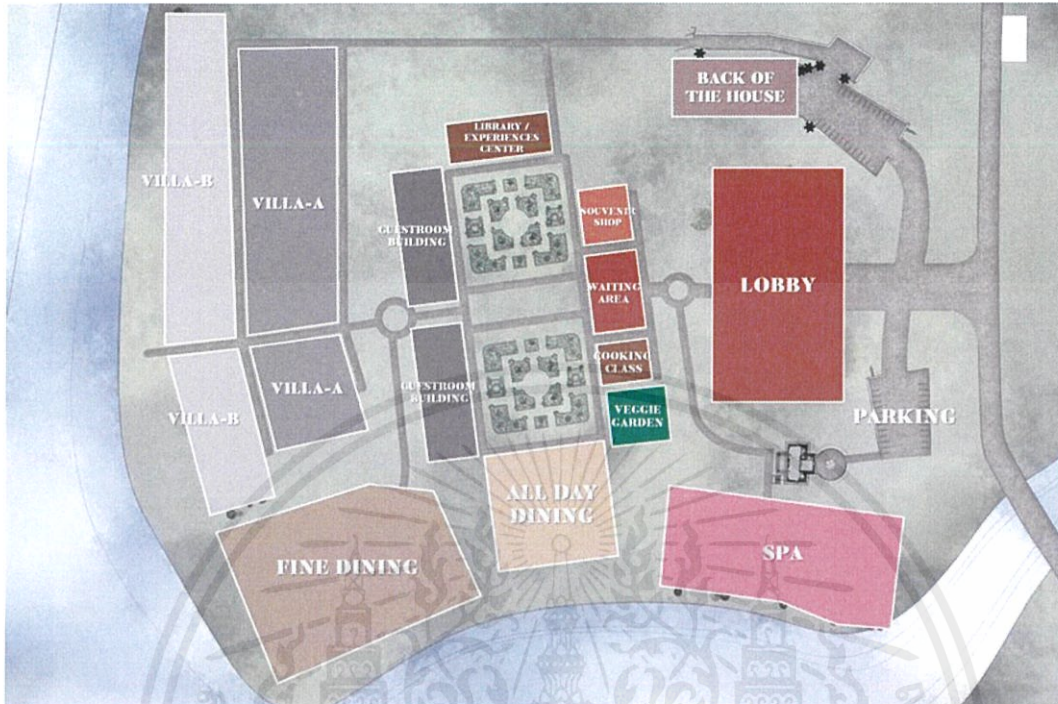 BACK OF
THE HOUSE
LIBRARY /
EXPERIENCES
CENTER
VILLA-B
VILLA-A
GUESTROOM
BUILDING
SOUVENIR
SHOP
WAITING
AREA
LOBBY
COOKING
CLASS
VILLA-A
VILLA-B
GUESTROOM
BUILDING
VEGGIE
GARDEN
PARKING
ALL DAY
DINING
FINE DINING
SPA